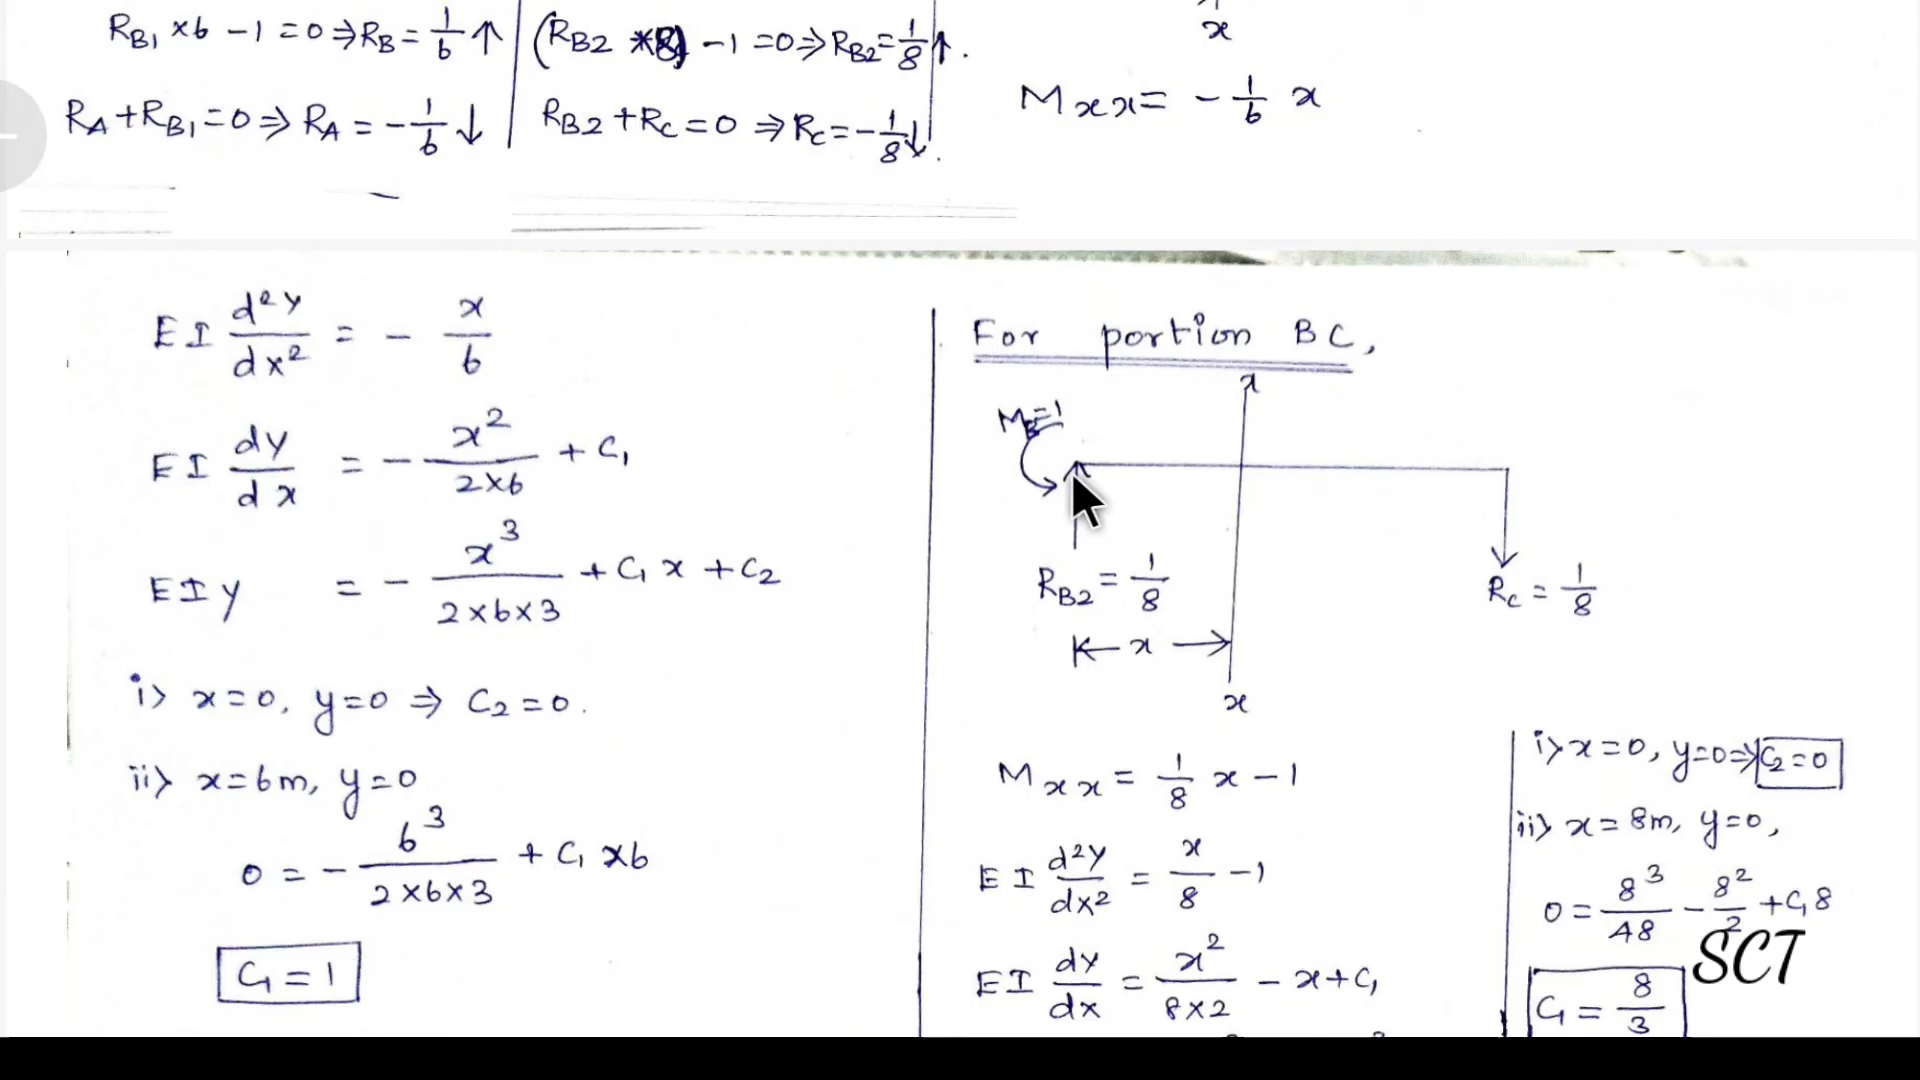 R_B1 × 6 - 1 = 0 ⇒ R_B = 1/6 ↑
R_A + R_B1 = 0 ⇒ R_A = - 1/6 ↓
(R_B2 * 8) - 1 = 0 ⇒ R_B2 = 1/8 ↑.
R_B2 + R_C = 0 ⇒ R_C = - 1/8 ↓.
x
M_xx = - 1/6 x
EI d²y/dx² = - x/6
EI dy/dx = - x²/(2×6) + C₁
EIy = - x³/(2×6×3) + C₁ x + C₂
i) x=0, y=0 ⇒ C₂ = 0.
ii) x=6m, y=0
0 = - 6³/(2×6×3) + C₁ ×6
C₁ = 1
For portion BC,
x
M_B=1
R_B2 = 1/8
R_C = 1/8
x
x
M_xx = 1/8 x - 1
EI d²y/dx² = x/8 - 1
EI dy/dx = x²/(8×2) - x + C₁
i) x=0, y=0 ⇒ C₂=0
ii) x=8m, y=0,
0 = 8³/48 - 8²/2 + C₁8
SCT
C₁ = 8/3